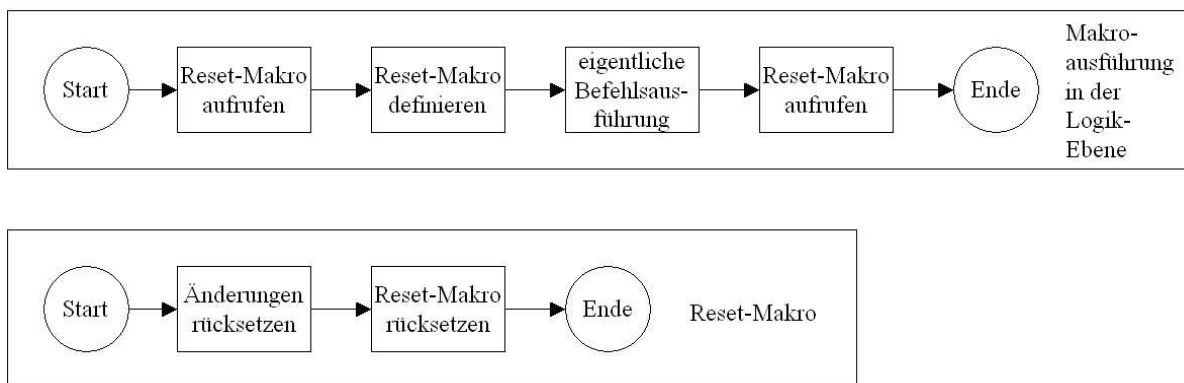 Start
Reset-Makro
aufrufen
Reset-Makro
definieren
eigentliche
Befehlsaus-
führung
Reset-Makro
aufrufen
Ende
Makro-
ausführung
in der
Logik-
Ebene
Start
Änderungen
rücksetzen
Reset-Makro
rücksetzen
Ende
Reset-Makro